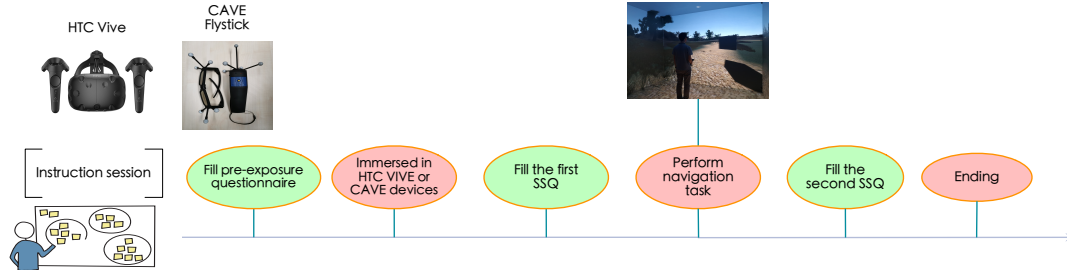 HTC Vive
CAVE
Flystick
Instruction session
Fill pre-exposure
questionnaire
Immersed in
HTC VIVE or
CAVE devices
Fill the first
SSQ
Perform
navigation
task
Fill the
second SSQ
Ending